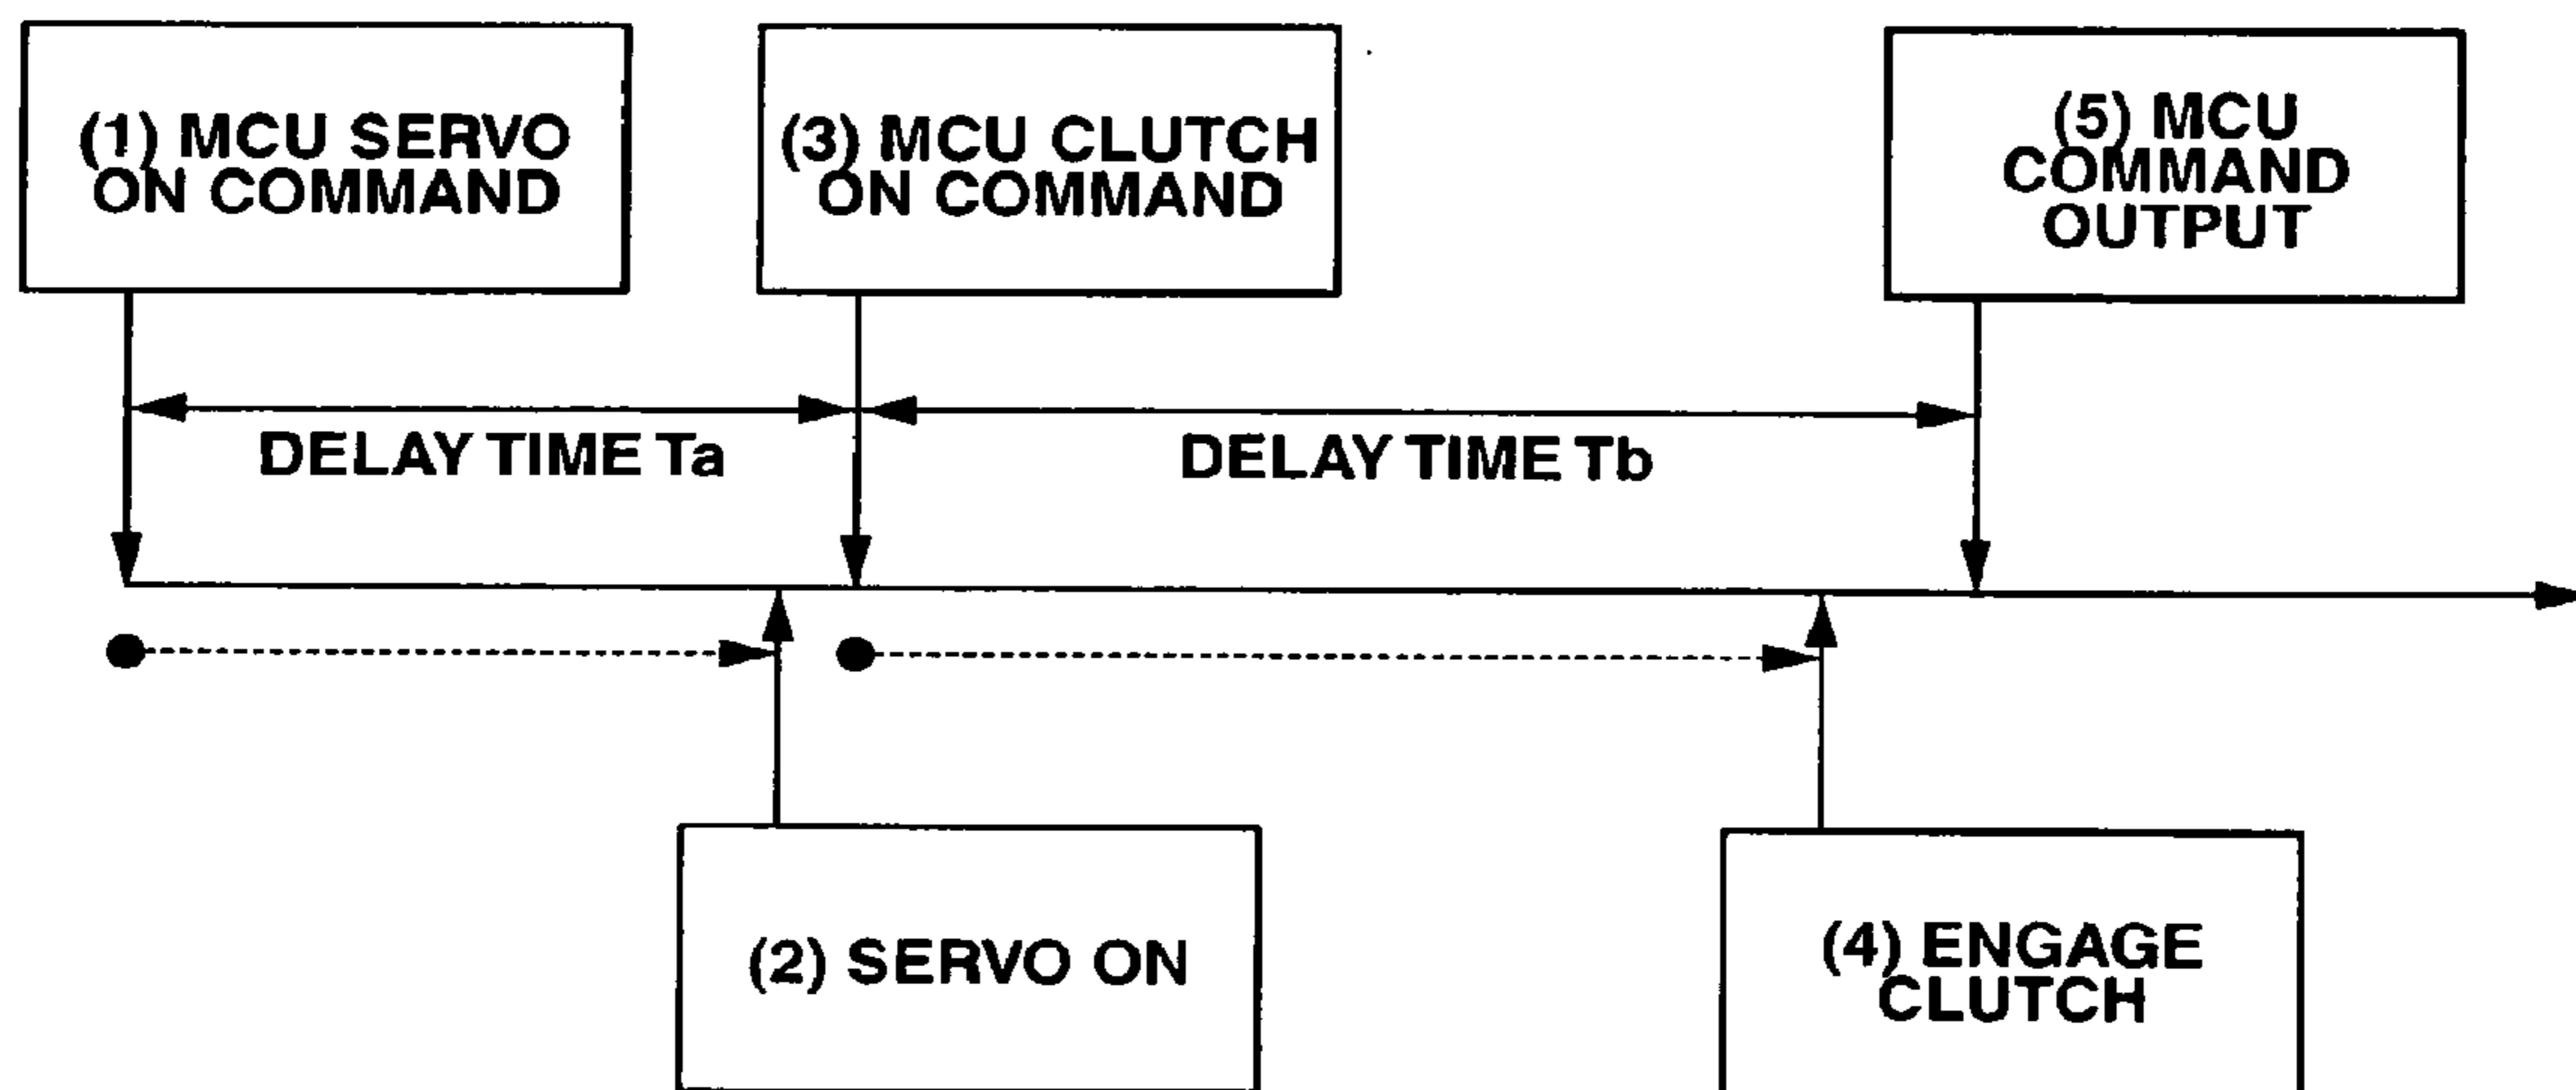 (1) MCU SERVO
ON COMMAND
(3) MCU CLUTCH
ON COMMAND
(5) MCU
COMMAND
OUTPUT
DELAY TIME Ta
DELAY TIME Tb
(2) SERVO ON
(4) ENGAGE
CLUTCH